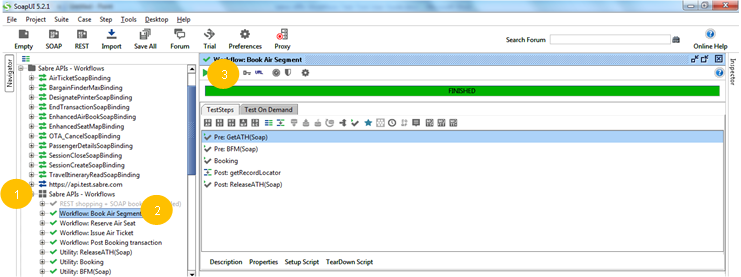 SoapUI 5.2.1
File Project Suite Case Step Tools Desktop Help
Empty SOAP REST Import Save All Forum Trial Preferences Proxy
Search Forum
Online Help
Navigator
Sabre APIs - Workflows
AirTicketSoapBinding
BargainFinderMaxBinding
DesignatePrinterSoapBinding
EndTransactionSoapBinding
EnhancedAirBookSoapBinding
EnhancedSeatMapBinding
OTA_CancelSoapBinding
PassengerDetailsSoapBinding
SessionCloseSoapBinding
SessionCreateSoapBinding
TravelItineraryReadSoapBinding
https://api.test.sabre.com
1
Sabre APIs - Workflows
REST shopping + SOAP book
Workflow: Book Air Segment
2
Workflow: Reserve Air Seat
Workflow: Issue Air Ticket
Workflow: Post Booking transaction
Utility: ReleaseATH(Soap)
Utility: Booking
Utility: BFM(Soap)
Workflow: Book Air Segment
3
URL
FINISHED
TestSteps Test On Demand
Pre: GetATH(Soap)
Pre: BFM(Soap)
Booking
Post: getRecordLocator
Post: ReleaseATH(Soap)
Description Properties Setup Script TearDown Script
Inspector